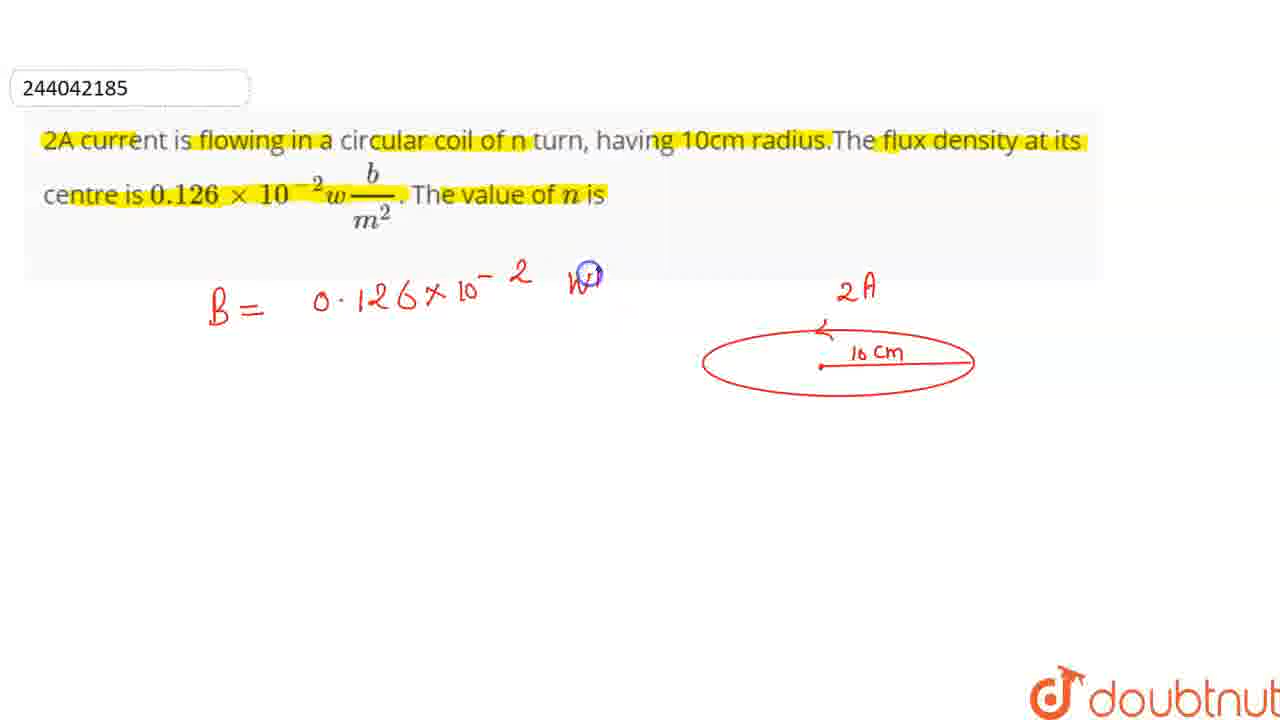 244042185
2A current is flowing in a circular coil of n turn, having 10cm radius.The flux density at its
centre is 0.126 × 10⁻² w b/m². The value of n is
B = 0.126 × 10⁻² W
2A
10 cm
doubtnut